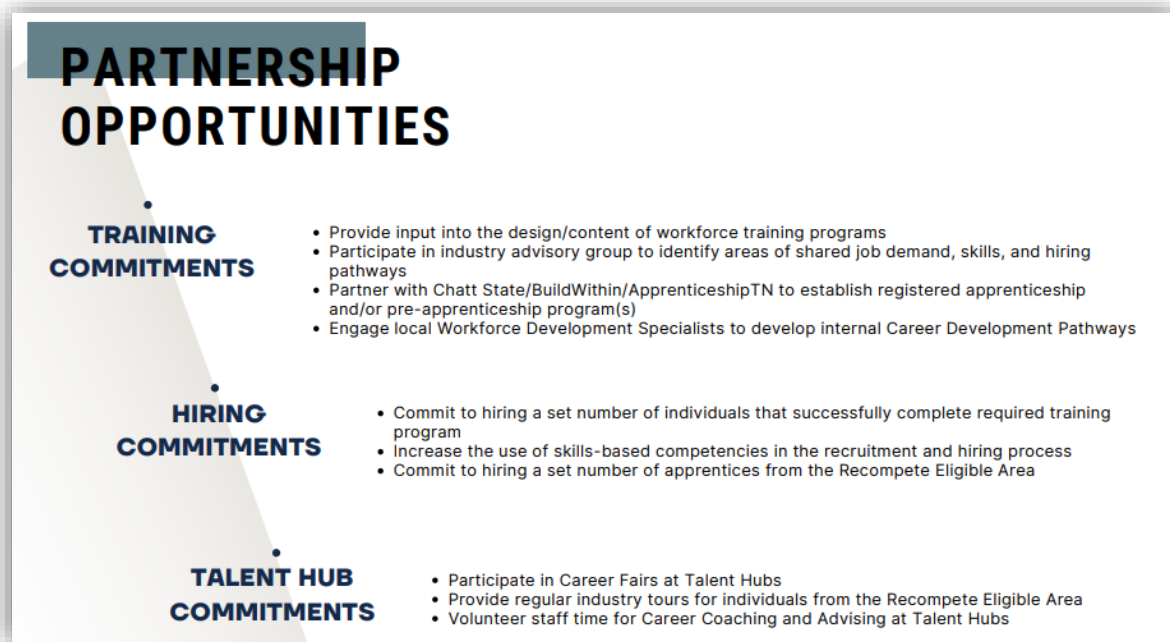 PARTNERSHIP
OPPORTUNITIES
TRAINING
COMMITMENTS
• Provide input into the design/content of workforce training programs
• Participate in industry advisory group to identify areas of shared job demand, skills, and hiring
pathways
• Partner with Chatt State/BuildWithin/ApprenticeshipTN to establish registered apprenticeship
and/or pre-apprenticeship program(s)
• Engage local Workforce Development Specialists to develop internal Career Development Pathways
HIRING
COMMITMENTS
• Commit to hiring a set number of individuals that successfully complete required training
program
• Increase the use of skills-based competencies in the recruitment and hiring process
• Commit to hiring a set number of apprentices from the Recompete Eligible Area
TALENT HUB
COMMITMENTS
• Participate in Career Fairs at Talent Hubs
• Provide regular industry tours for individuals from the Recompete Eligible Area
• Volunteer staff time for Career Coaching and Advising at Talent Hubs